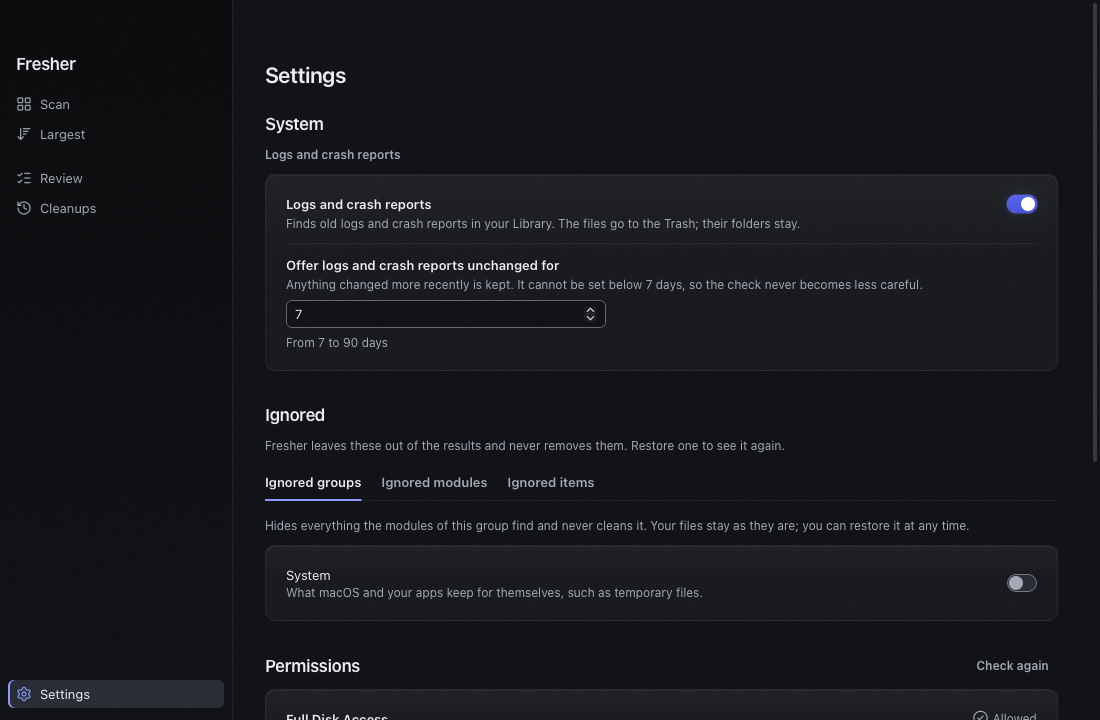 Fresher
Scan
Largest
Review
Cleanups
Settings
Settings
System
Logs and crash reports
Logs and crash reports
Finds old logs and crash reports in your Library. The files go to the Trash; their folders stay.
Offer logs and crash reports unchanged for
Anything changed more recently is kept. It cannot be set below 7 days, so the check never becomes less careful.
7
From 7 to 90 days
Ignored
Fresher leaves these out of the results and never removes them. Restore one to see it again.
Ignored groups Ignored modules Ignored items
Hides everything the modules of this group find and never cleans it. Your files stay as they are; you can restore it at any time.
System
What macOS and your apps keep for themselves, such as temporary files.
Permissions Check again
Full Disk Access Allowed